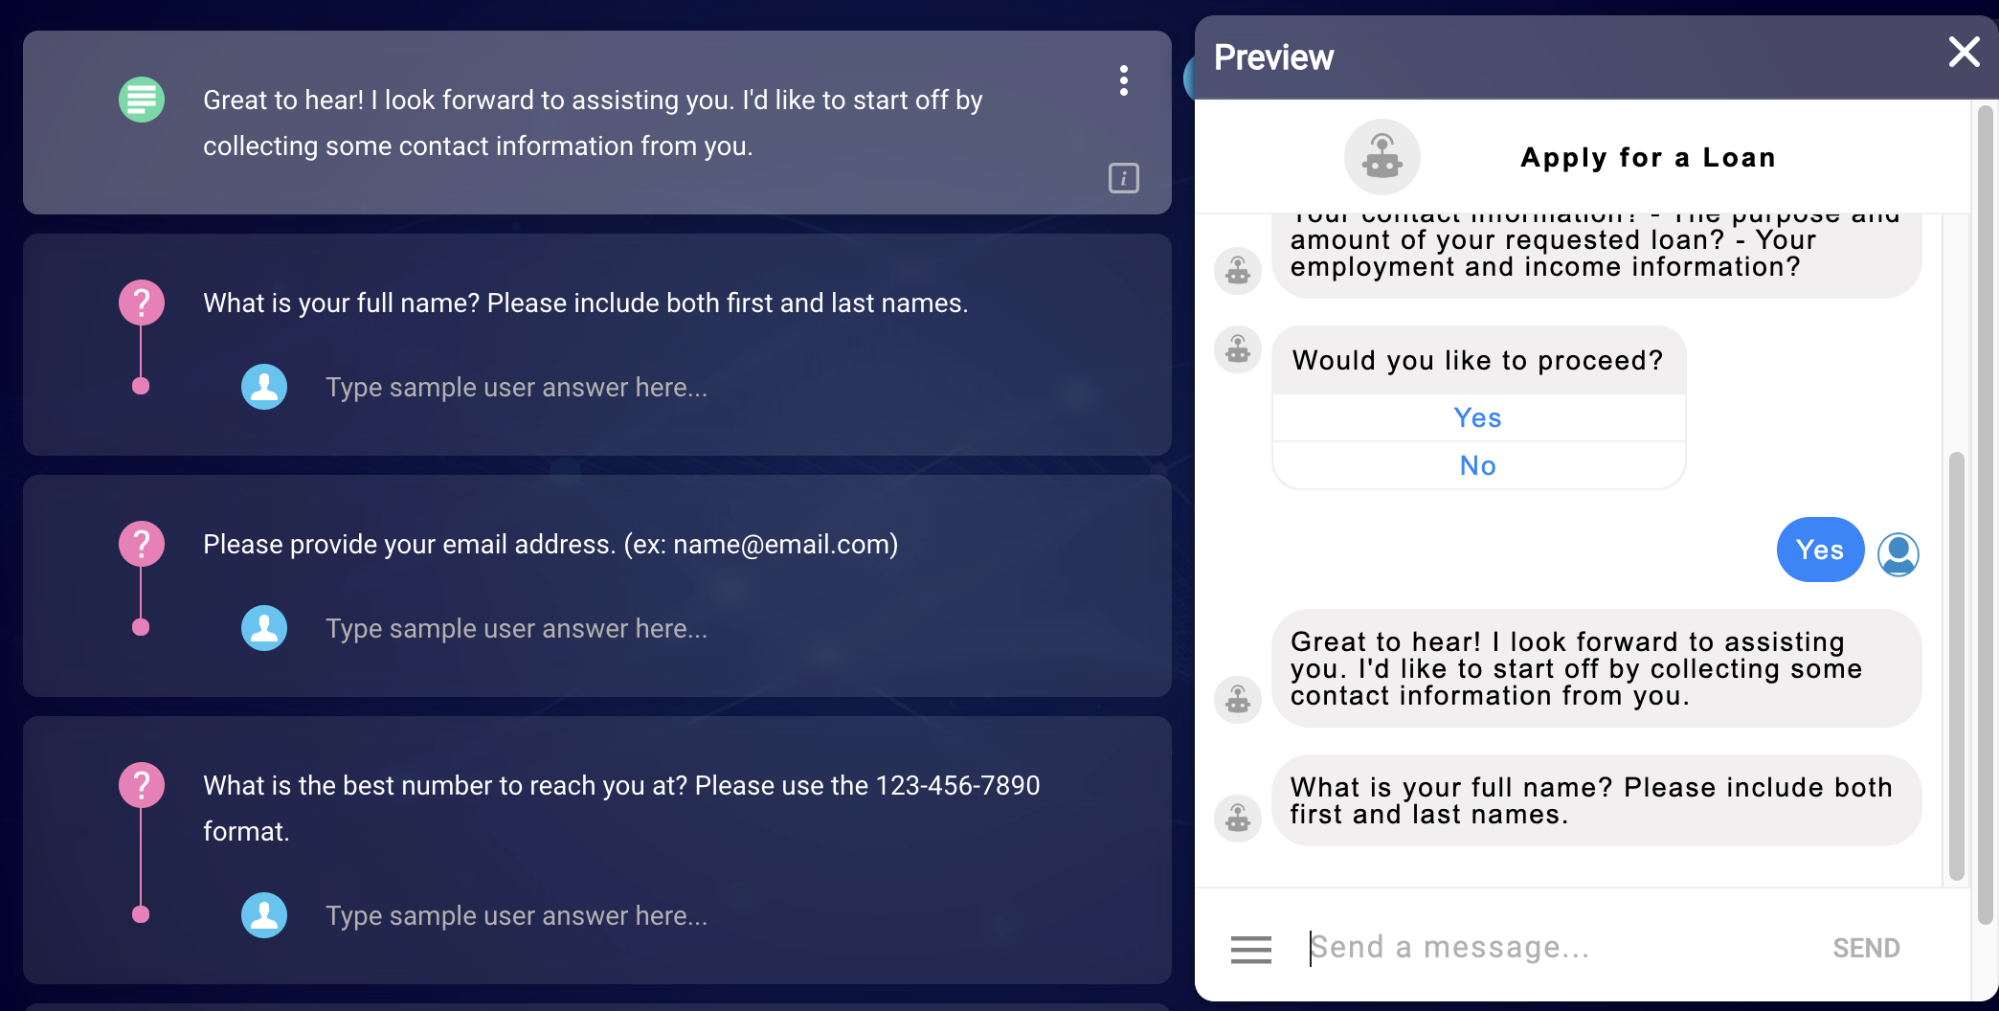 Great to hear! I look forward to assisting you. I'd like to start off by
collecting some contact information from you.
i
?
What is your full name? Please include both first and last names.
Type sample user answer here...
?
Please provide your email address. (ex: name@email.com)
Type sample user answer here...
?
What is the best number to reach you at? Please use the 123-456-7890
format.
Type sample user answer here...
Preview
Apply for a Loan
Your contact information? - The purpose and
amount of your requested loan? - Your
employment and income information?
Would you like to proceed?
Yes
No
Yes
Great to hear! I look forward to assisting
you. I'd like to start off by collecting some
contact information from you.
What is your full name? Please include both
first and last names.
Send a message...
SEND